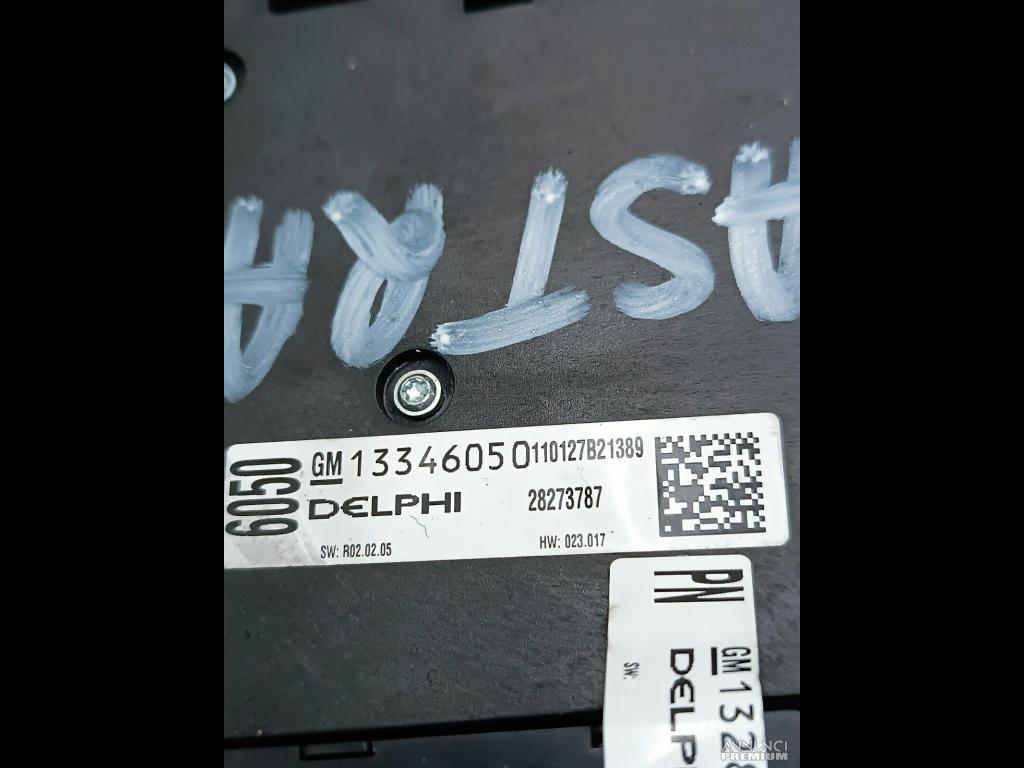 ASTRA
6050
GM 13346050 110127B21389
DELPHI 28273787
SW: R02.02.05 HW: 023.017
PN
GM 1328
DELP
SW:
ANNUNCI
PREMIUM